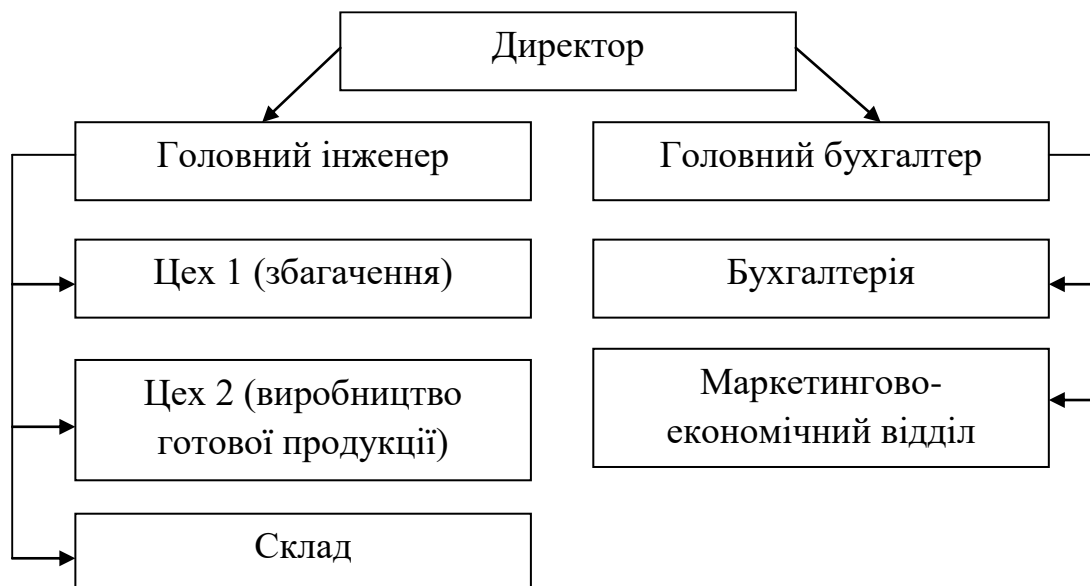 Директор
Головний інженер
Головний бухгалтер
Цех 1 (збагачення)
Бухгалтерія
Цех 2 (виробництво
готової продукції)
Маркетингово-
економічний відділ
Склад